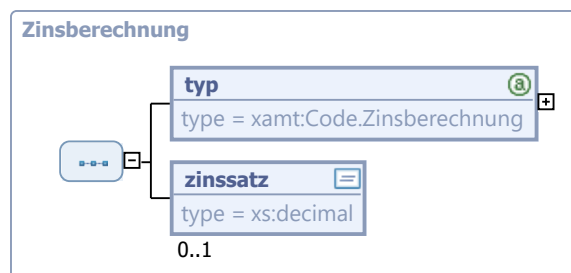 Zinsberechnung
typ
type = xamt:Code.Zinsberechnung
zinssatz
type = xs:decimal
0..1